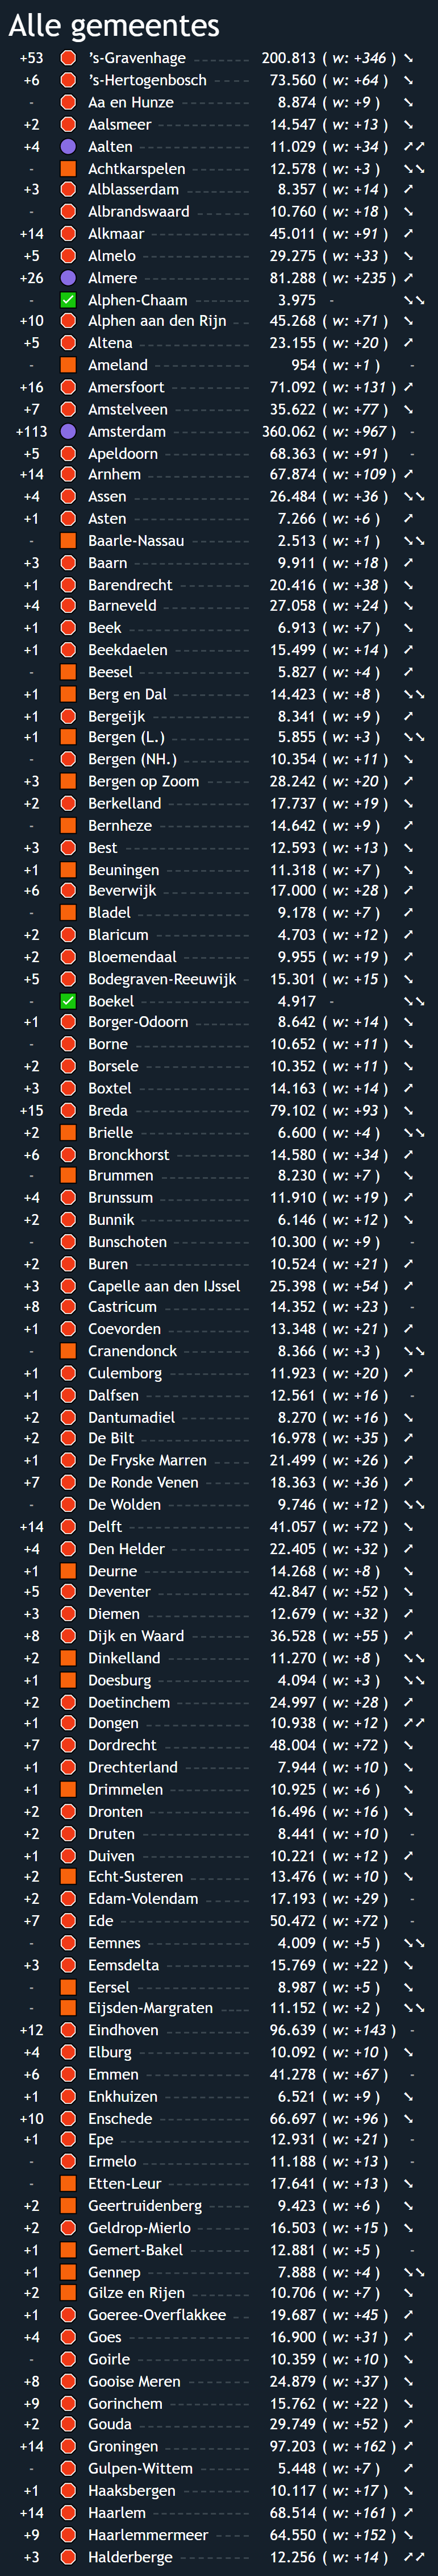 Alle gemeentes
+53 's-Gravenhage 200.813 ( w: +346 )
+6 's-Hertogenbosch 73.560 ( w: +64 )
- Aa en Hunze 8.874 ( w: +9 )
+2 Aalsmeer 14.547 ( w: +13 )
+4 Aalten 11.029 ( w: +34 )
- Achtkarspelen 12.578 ( w: +3 )
+3 Alblasserdam 8.357 ( w: +14 )
- Albrandswaard 10.760 ( w: +18 )
+14 Alkmaar 45.011 ( w: +91 )
+5 Almelo 29.275 ( w: +33 )
+26 Almere 81.288 ( w: +235 )
- Alphen-Chaam 3.975 -
+10 Alphen aan den Rijn 45.268 ( w: +71 )
+5 Altena 23.155 ( w: +20 )
- Ameland 954 ( w: +1 ) -
+16 Amersfoort 71.092 ( w: +131 )
+7 Amstelveen 35.622 ( w: +77 )
+113 Amsterdam 360.062 ( w: +967 ) -
+5 Apeldoorn 68.363 ( w: +91 ) -
+14 Arnhem 67.874 ( w: +109 )
+4 Assen 26.484 ( w: +36 )
+1 Asten 7.266 ( w: +6 )
- Baarle-Nassau 2.513 ( w: +1 )
+3 Baarn 9.911 ( w: +18 )
+1 Barendrecht 20.416 ( w: +38 )
+4 Barneveld 27.058 ( w: +24 )
+1 Beek 6.913 ( w: +7 )
+1 Beekdaelen 15.499 ( w: +14 )
- Beesel 5.827 ( w: +4 )
+1 Berg en Dal 14.423 ( w: +8 )
+1 Bergeijk 8.341 ( w: +9 )
+1 Bergen (L.) 5.855 ( w: +3 )
- Bergen (NH.) 10.354 ( w: +11 )
+3 Bergen op Zoom 28.242 ( w: +20 )
+2 Berkelland 17.737 ( w: +19 )
- Bernheze 14.642 ( w: +9 )
+3 Best 12.593 ( w: +13 )
+1 Beuningen 11.318 ( w: +7 )
+6 Beverwijk 17.000 ( w: +28 )
- Bladel 9.178 ( w: +7 )
+2 Blaricum 4.703 ( w: +12 )
+2 Bloemendaal 9.955 ( w: +19 )
+5 Bodegraven-Reeuwijk 15.301 ( w: +15 )
- Boekel 4.917 -
+1 Borger-Odoorn 8.642 ( w: +14 )
- Borne 10.652 ( w: +11 )
+2 Borsele 10.352 ( w: +11 )
+3 Boxtel 14.163 ( w: +14 )
+15 Breda 79.102 ( w: +93 )
+2 Brielle 6.600 ( w: +4 )
+6 Bronckhorst 14.580 ( w: +34 )
- Brummen 8.230 ( w: +7 )
+4 Brunssum 11.910 ( w: +19 )
+2 Bunnik 6.146 ( w: +12 )
- Bunschoten 10.300 ( w: +9 ) -
+2 Buren 10.524 ( w: +21 )
+3 Capelle aan den IJssel 25.398 ( w: +54 )
+8 Castricum 14.352 ( w: +23 ) -
+1 Coevorden 13.348 ( w: +21 )
- Cranendonck 8.366 ( w: +3 )
+1 Culemborg 11.923 ( w: +20 )
+1 Dalfsen 12.561 ( w: +16 ) -
+2 Dantumadiel 8.270 ( w: +16 )
+2 De Bilt 16.978 ( w: +35 )
+1 De Fryske Marren 21.499 ( w: +26 )
+7 De Ronde Venen 18.363 ( w: +36 )
- De Wolden 9.746 ( w: +12 )
+14 Delft 41.057 ( w: +72 )
+4 Den Helder 22.405 ( w: +32 )
+1 Deurne 14.268 ( w: +8 )
+5 Deventer 42.847 ( w: +52 )
+3 Diemen 12.679 ( w: +32 )
+8 Dijk en Waard 36.528 ( w: +55 )
+2 Dinkelland 11.270 ( w: +8 )
+1 Doesburg 4.094 ( w: +3 )
+2 Doetinchem 24.997 ( w: +28 )
+1 Dongen 10.938 ( w: +12 )
+7 Dordrecht 48.004 ( w: +72 )
+1 Drechterland 7.944 ( w: +10 )
+1 Drimmelen 10.925 ( w: +6 )
+2 Dronten 16.496 ( w: +16 )
+2 Druten 8.441 ( w: +10 ) -
+1 Duiven 10.221 ( w: +12 )
+2 Echt-Susteren 13.476 ( w: +10 )
+2 Edam-Volendam 17.193 ( w: +29 ) -
+7 Ede 50.472 ( w: +72 ) -
- Eemnes 4.009 ( w: +5 )
+3 Eemsdelta 15.769 ( w: +22 )
- Eersel 8.987 ( w: +5 )
- Eijsden-Margraten 11.152 ( w: +2 )
+12 Eindhoven 96.639 ( w: +143 ) -
+4 Elburg 10.092 ( w: +10 )
+6 Emmen 41.278 ( w: +67 ) -
+1 Enkhuizen 6.521 ( w: +9 )
+10 Enschede 66.697 ( w: +96 )
+1 Epe 12.931 ( w: +21 ) -
- Ermelo 11.188 ( w: +13 ) -
- Etten-Leur 17.641 ( w: +13 )
+2 Geertruidenberg 9.423 ( w: +6 )
+2 Geldrop-Mierlo 16.503 ( w: +15 )
+1 Gemert-Bakel 12.881 ( w: +5 ) -
+1 Gennep 7.888 ( w: +4 )
+2 Gilze en Rijen 10.706 ( w: +7 )
+1 Goeree-Overflakkee 19.687 ( w: +45 )
+4 Goes 16.900 ( w: +31 )
- Goirle 10.359 ( w: +10 )
+8 Gooise Meren 24.879 ( w: +37 )
+9 Gorinchem 15.762 ( w: +22 )
+2 Gouda 29.749 ( w: +52 )
+14 Groningen 97.203 ( w: +162 )
- Gulpen-Wittem 5.448 ( w: +7 )
+1 Haaksbergen 10.117 ( w: +17 )
+14 Haarlem 68.514 ( w: +161 )
+9 Haarlemmermeer 64.550 ( w: +152 )
+3 Halderberge 12.256 ( w: +14 )